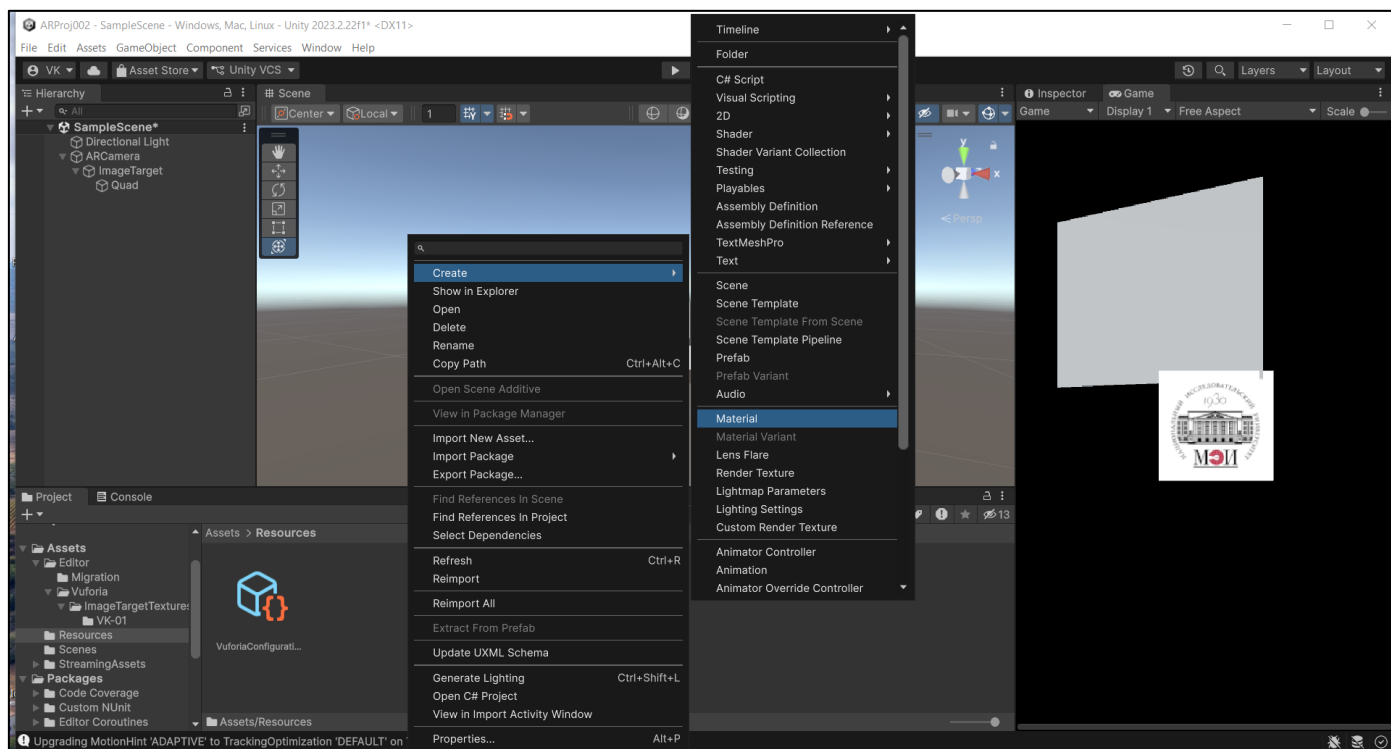 ARProj002 - SampleScene - Windows, Mac, Linux - Unity 2023.2.22f1* <DX11>
File Edit Assets GameObject Component Services Window Help
VK Asset Store Unity VCS Layers Layout
Hierarchy
All
SampleScene*
Directional Light
ARCamera
ImageTarget
Quad
Scene
Center Local 1
Persp
y
x
Create
Show in Explorer
Open
Delete
Rename
Copy Path Ctrl+Alt+C
Open Scene Additive
View in Package Manager
Import New Asset...
Import Package
Export Package...
Find References In Scene
Find References In Project
Select Dependencies
Refresh Ctrl+R
Reimport
Reimport All
Extract From Prefab
Update UXML Schema
Generate Lighting Ctrl+Shift+L
Open C# Project
View in Import Activity Window
Properties... Alt+P
Timeline
Folder
C# Script
Visual Scripting
2D
Shader
Shader Variant Collection
Testing
Playables
Assembly Definition
Assembly Definition Reference
TextMeshPro
Text
Scene
Scene Template
Scene Template From Scene
Scene Template Pipeline
Prefab
Prefab Variant
Audio
Material
Material Variant
Lens Flare
Render Texture
Lightmap Parameters
Lighting Settings
Custom Render Texture
Animator Controller
Animation
Animator Override Controller
Inspector Game
Game Display 1 Free Aspect Scale
НАЦИОНАЛЬНЫЙ ИССЛЕДОВАТЕЛЬСКИЙ УНИВЕРСИТЕТ
1930
МЭИ
Project Console
13
Assets
Editor
Migration
Vuforia
ImageTargetTextures
VK-01
Resources
Scenes
StreamingAssets
Packages
Code Coverage
Custom NUnit
Editor Coroutines
Assets > Resources
VuforiaConfigurati...
Assets/Resources
Upgrading MotionHint 'ADAPTIVE' to TrackingOptimization 'DEFAULT' on